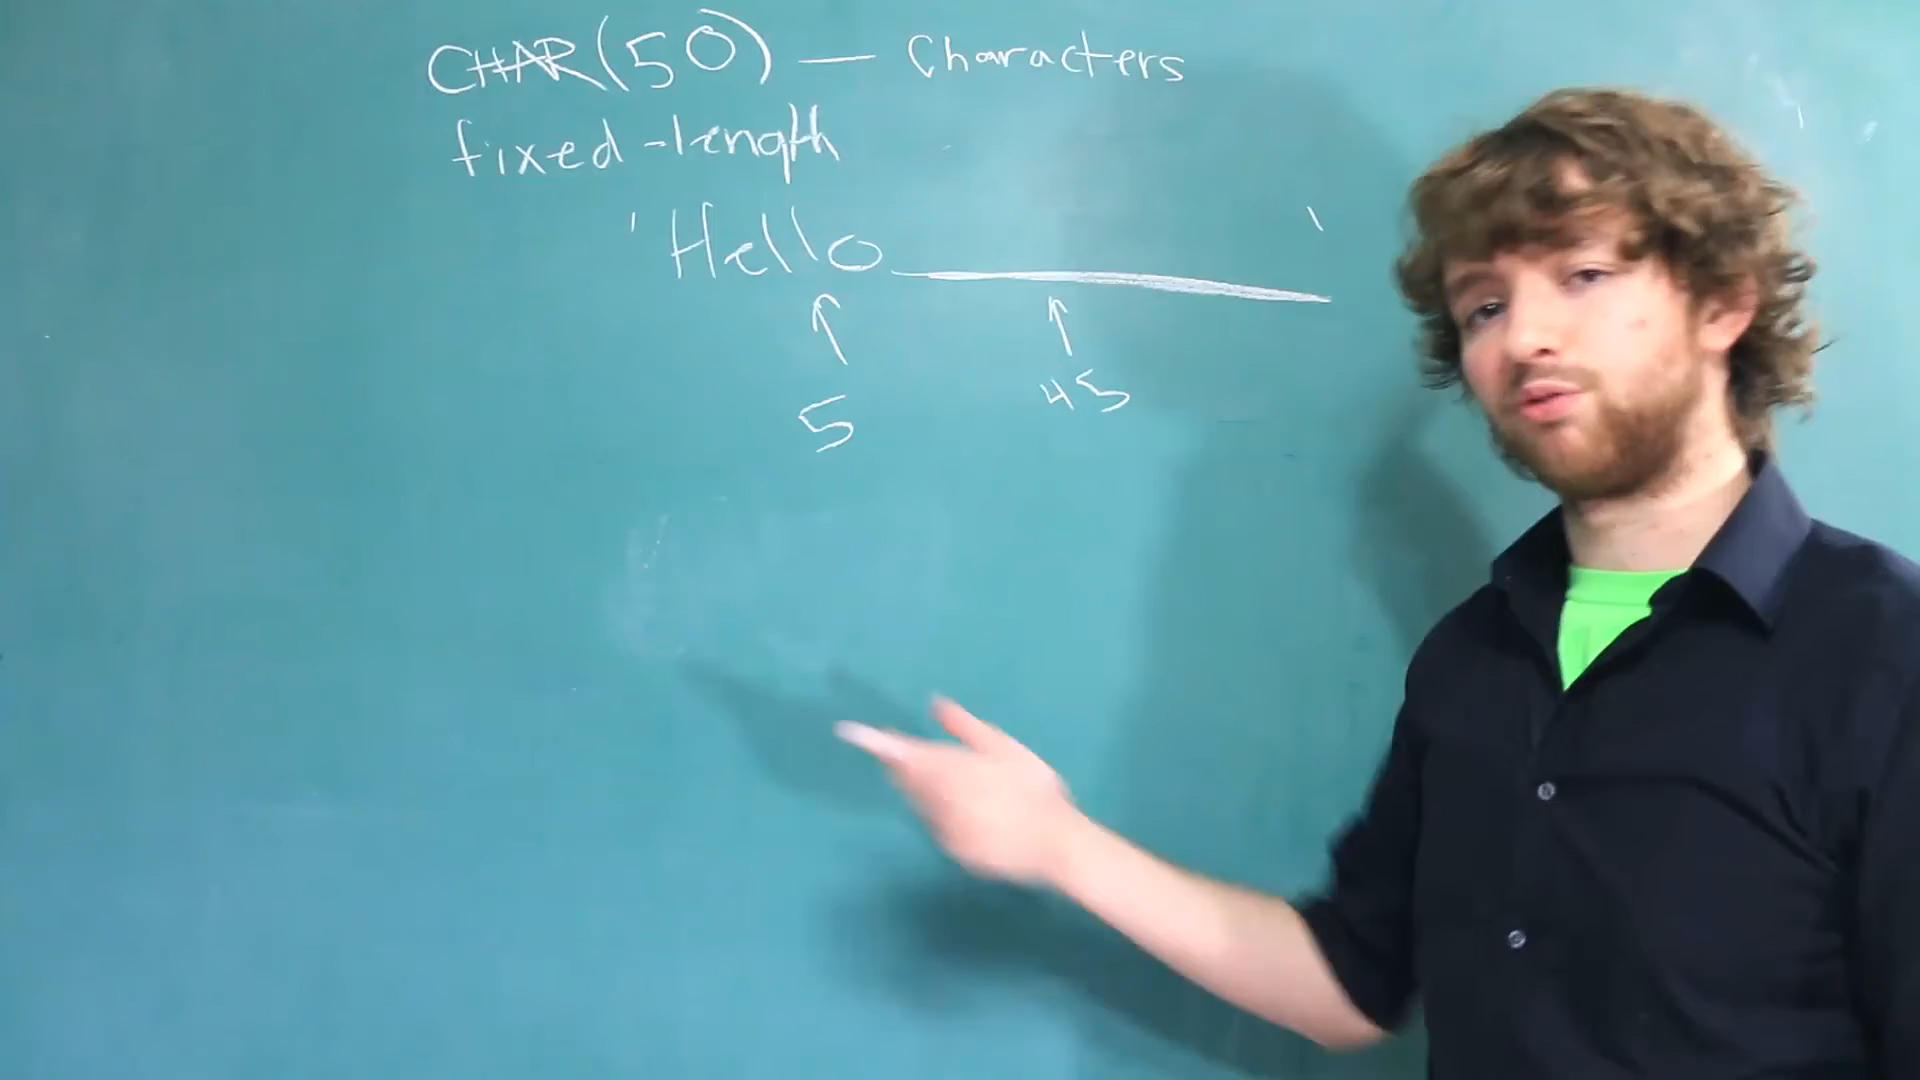 CHAR(50) — Characters
fixed-length
'Hello '
5 45